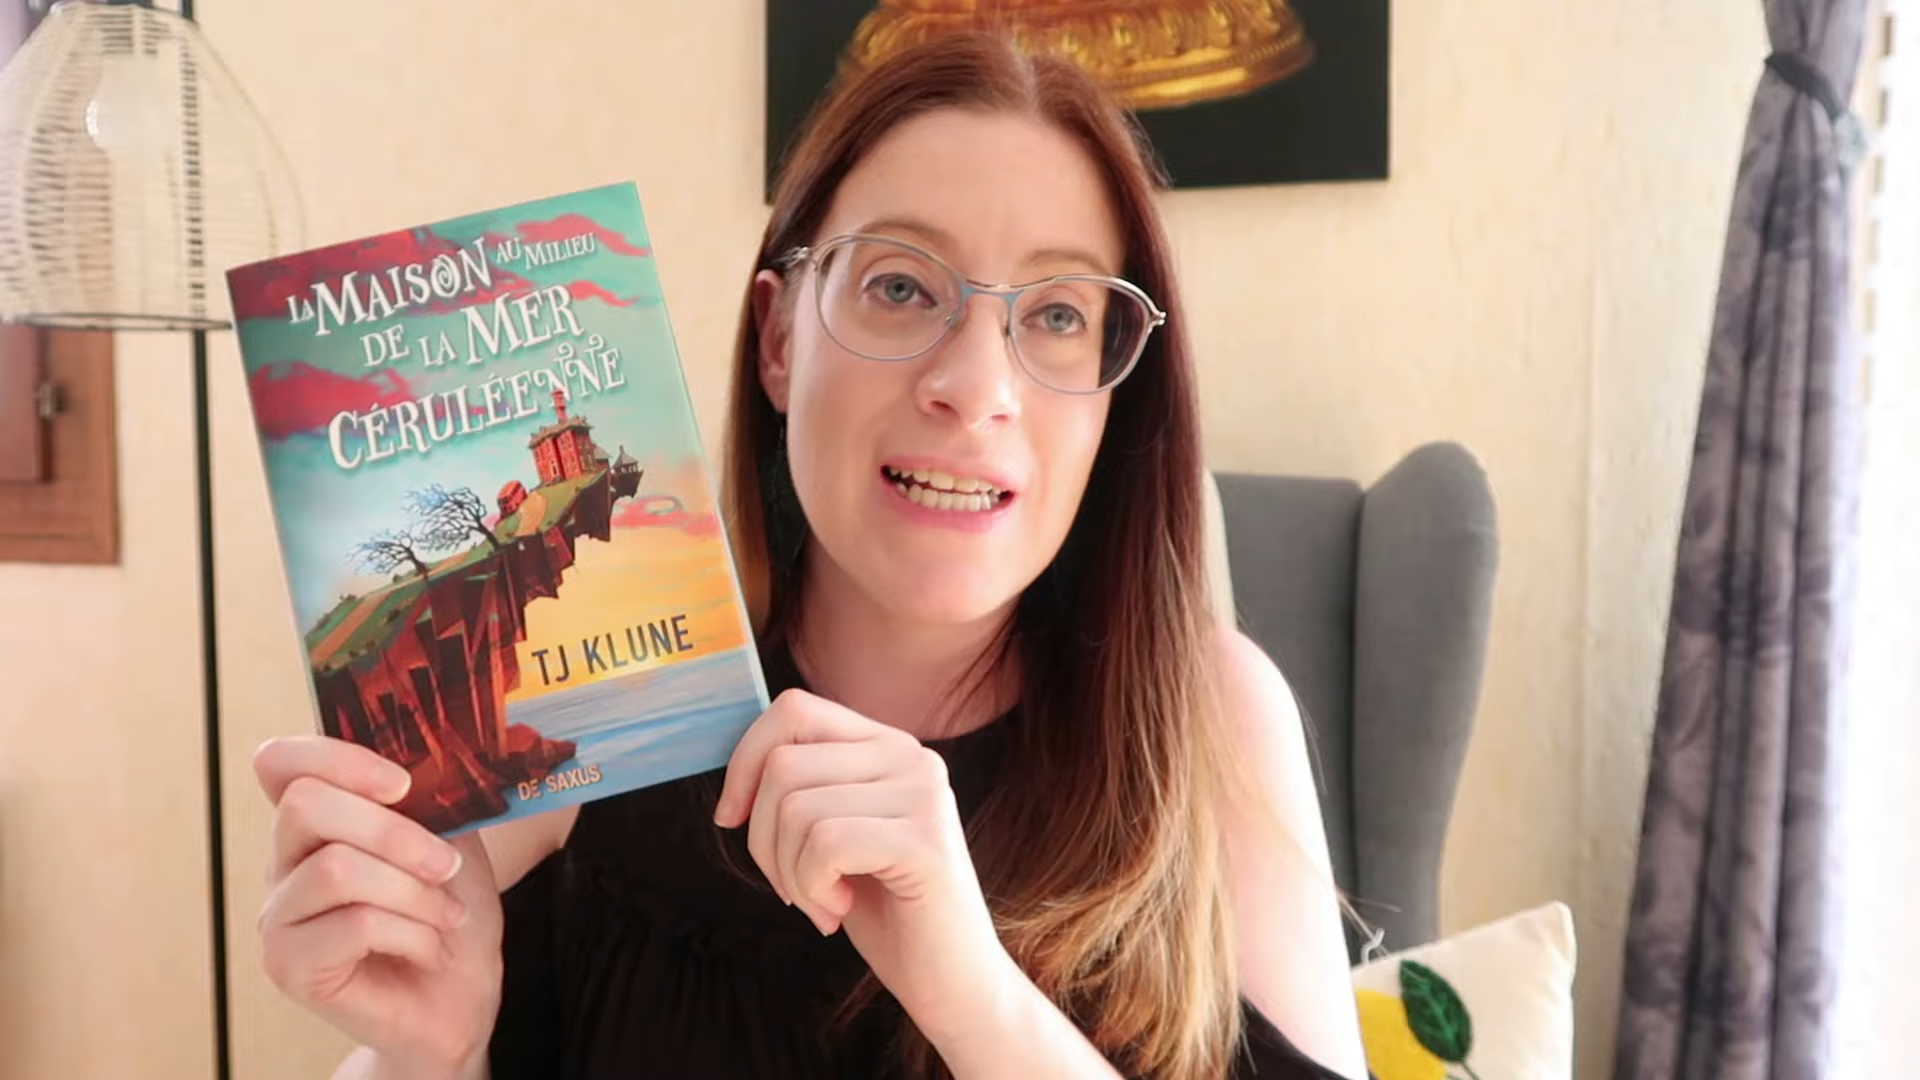 LA MAISON AU MILIEU
DE LA MER
CÉRULÉENNE
TJ KLUNE
DE SAXUS